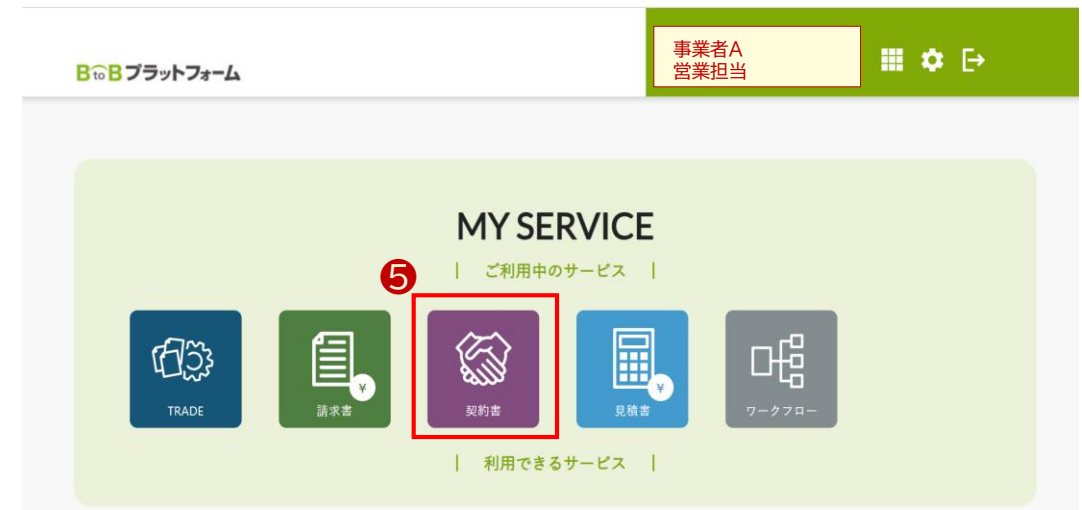 事業者A
営業担当
BtoBプラットフォーム
MY SERVICE
| ご利用中のサービス |
5
TRADE
¥
請求書
契約書
¥
見積書
ワークフロー
| 利用できるサービス |